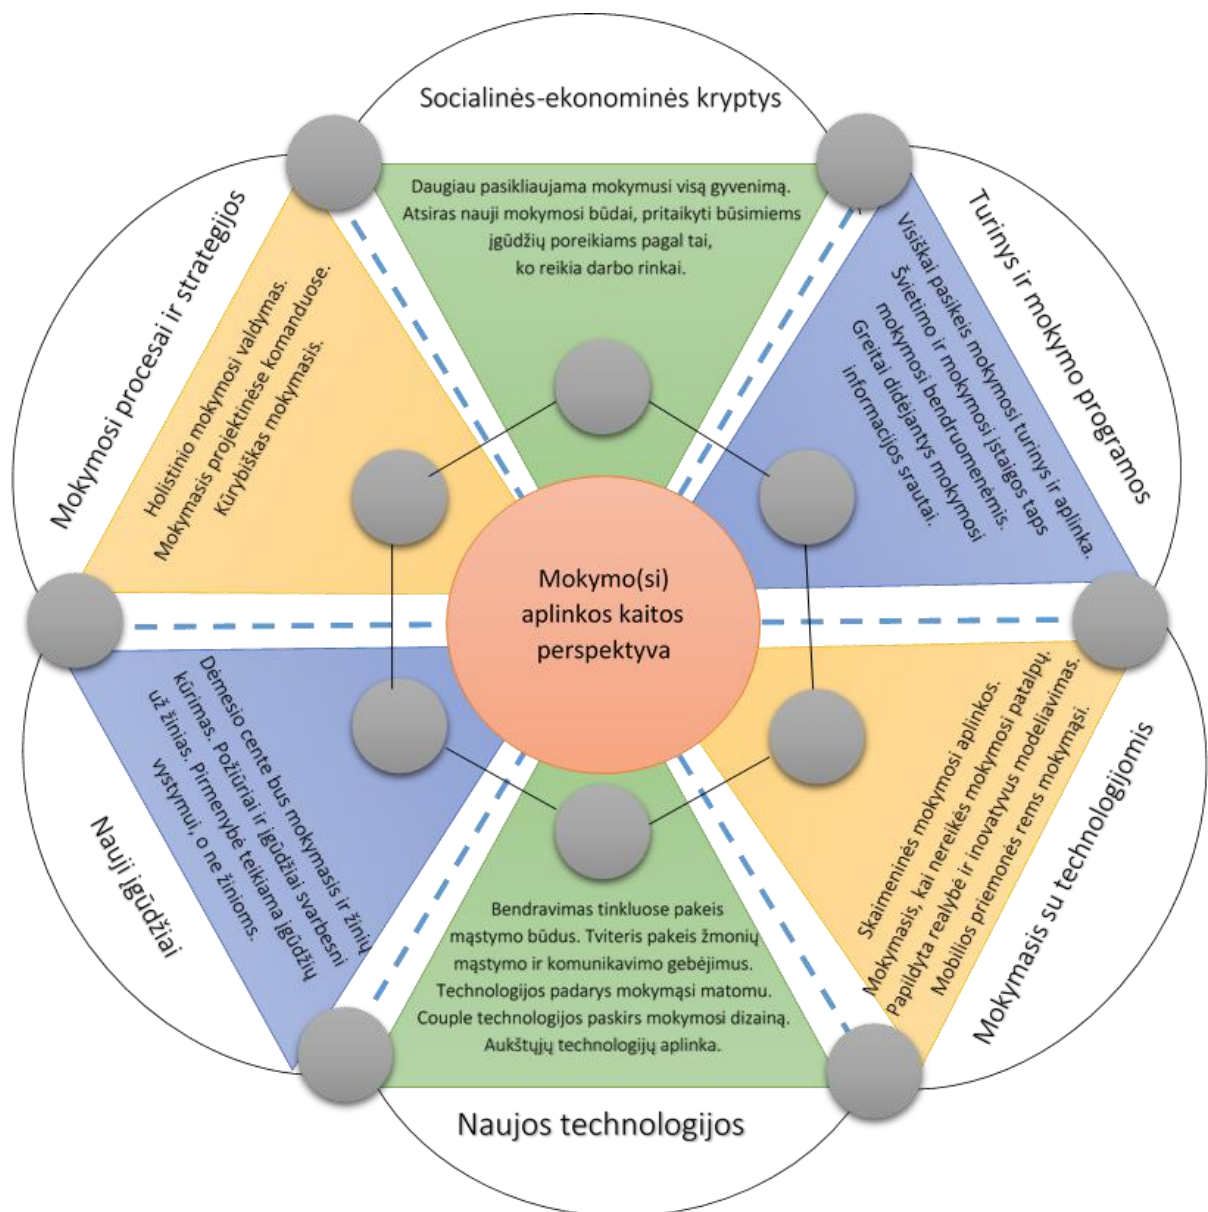 Socialinės-ekonominės kryptys
Daugiau pasikliaujama mokymusi visą gyvenimą.
Atsiras nauji mokymosi būdai, pritaikyti būsimiems
įgūdžių poreikiams pagal tai,
ko reikia darbo rinkai.
Turinys ir mokymo programos
Visiškai pasikeis mokymosi turinys ir aplinka.
Švietimo ir mokymosi įstaigos taps
mokymosi bendruomenėmis.
Greitai didėjantys mokymosi
informacijos srautai.
Mokymasis su technologijomis
Skaimeninės mokymosi aplinkos.
Mokymasis, kai nereikės mokymosi patalpų.
Papildyta realybė ir inovatyvus modeliavimas.
Mobilios priemonės rems mokymąsi.
Naujos technologijos
Bendravimas tinkluose pakeis
mąstymo būdus. Tviteris pakeis žmonių
mąstymo ir komunikavimo gebėjimus.
Technologijos padarys mokymąsi matomu.
Couple technologijos paskirs mokymosi dizainą.
Aukštųjų technologijų aplinka.
Nauji įgūdžiai
Dėmesio cente bus mokymasis ir žinių
kūrimas. Požiūriai ir įgūdžiai svarbesni
už žinias. Pirmenybė teikiama įgūdžių
vystymui, o ne žinioms.
Mokymosi procesai ir strategijos
Holistinio mokymosi valdymas.
Mokymasis projektinėse komanduose.
Kūrybiškas mokymasis.
Mokymo(si)
aplinkos kaitos
perspektyva